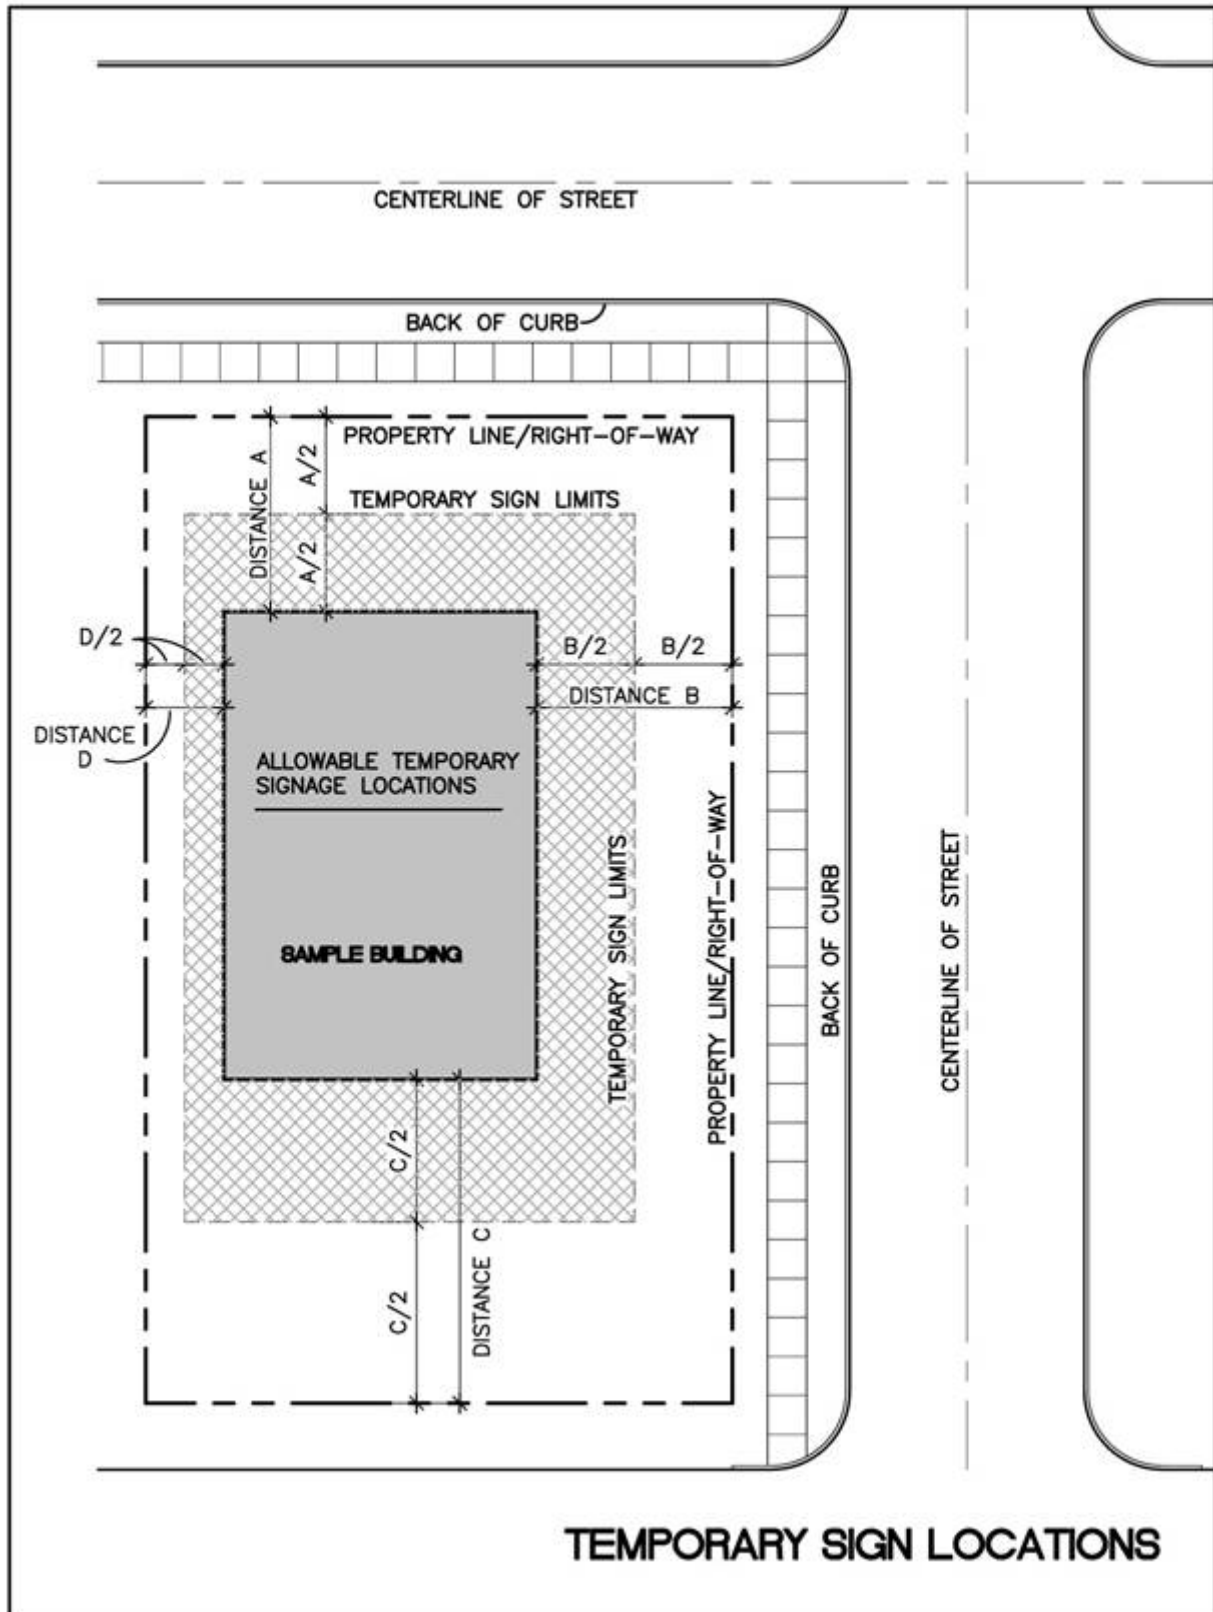 CENTERLINE OF STREET
BACK OF CURB
PROPERTY LINE/RIGHT-OF-WAY
DISTANCE A
A/2
TEMPORARY SIGN LIMITS
A/2
D/2
B/2
B/2
DISTANCE B
DISTANCE
D
ALLOWABLE TEMPORARY
SIGNAGE LOCATIONS
SAMPLE BUILDING
TEMPORARY SIGN LIMITS
PROPERTY LINE/RIGHT-OF-WAY
BACK OF CURB
CENTERLINE OF STREET
C/2
C/2
DISTANCE C
TEMPORARY SIGN LOCATIONS